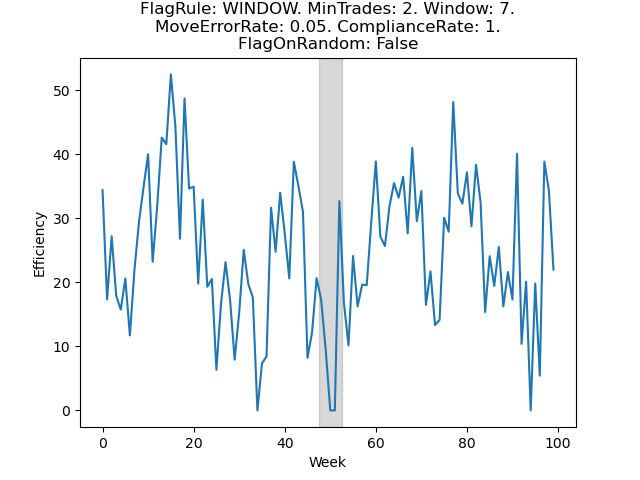 FlagRule: WINDOW. MinTrades: 2. Window: 7.
MoveErrorRate: 0.05. ComplianceRate: 1.
FlagOnRandom: False
50
40
30
20
10
0
Efficiency
0 20 40 60 80 100
Week